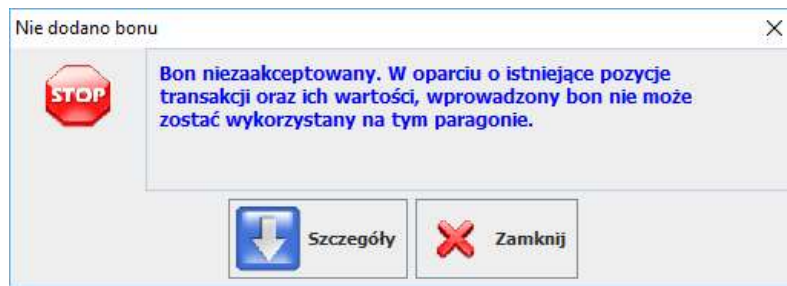 Nie dodano bonu
STOP
Bon niezaakceptowany. W oparciu o istniejące pozycje
transakcji oraz ich wartości, wprowadzony bon nie może
zostać wykorzystany na tym paragonie.
Szczegóły
Zamknij